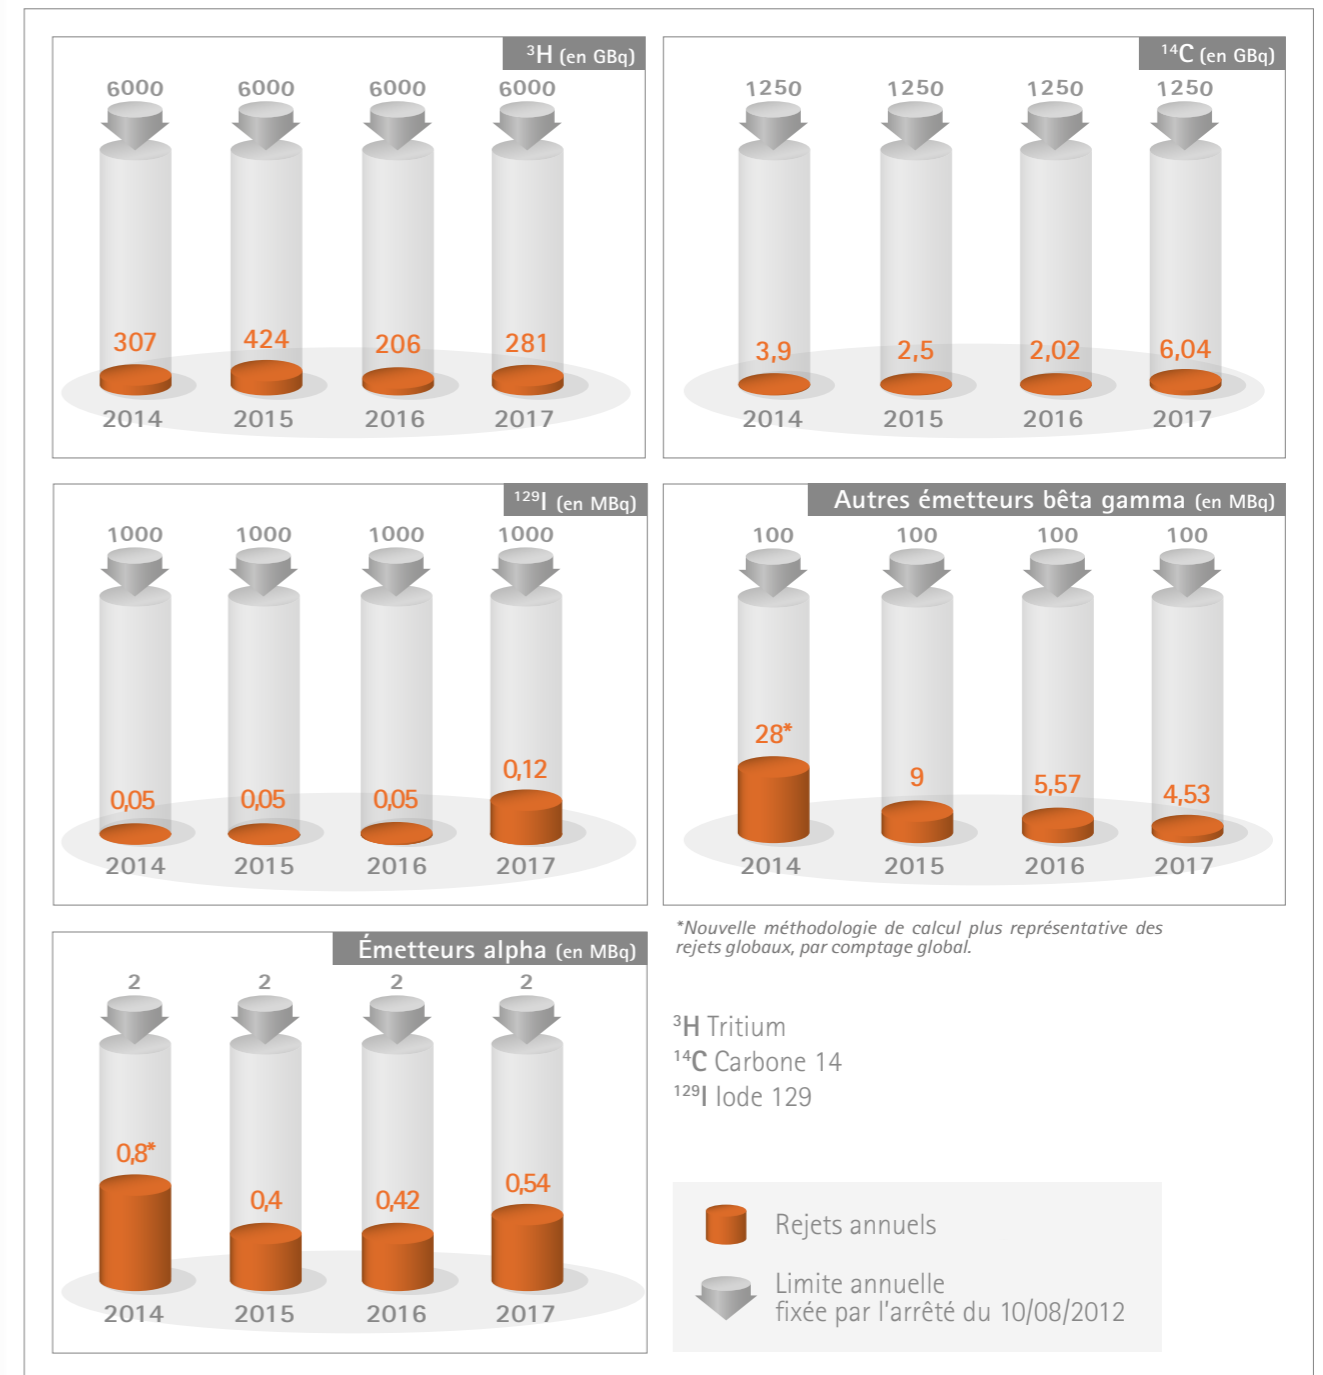 ³H (en GBq)
6000 6000 6000 6000
307 424 206 281
2014 2015 2016 2017
¹⁴C (en GBq)
1250 1250 1250 1250
3,9 2,5 2,02 6,04
2014 2015 2016 2017
¹²⁹I (en MBq)
1000 1000 1000 1000
0,05 0,05 0,05 0,12
2014 2015 2016 2017
Autres émetteurs bêta gamma (en MBq)
100 100 100 100
28* 9 5,57 4,53
2014 2015 2016 2017
*Nouvelle méthodologie de calcul plus représentative des
rejets globaux, par comptage global.
Émetteurs alpha (en MBq)
2 2 2 2
0,8* 0,4 0,42 0,54
2014 2015 2016 2017
³H Tritium
¹⁴C Carbone 14
¹²⁹I Iode 129
Rejets annuels
Limite annuelle
fixée par l'arrêté du 10/08/2012